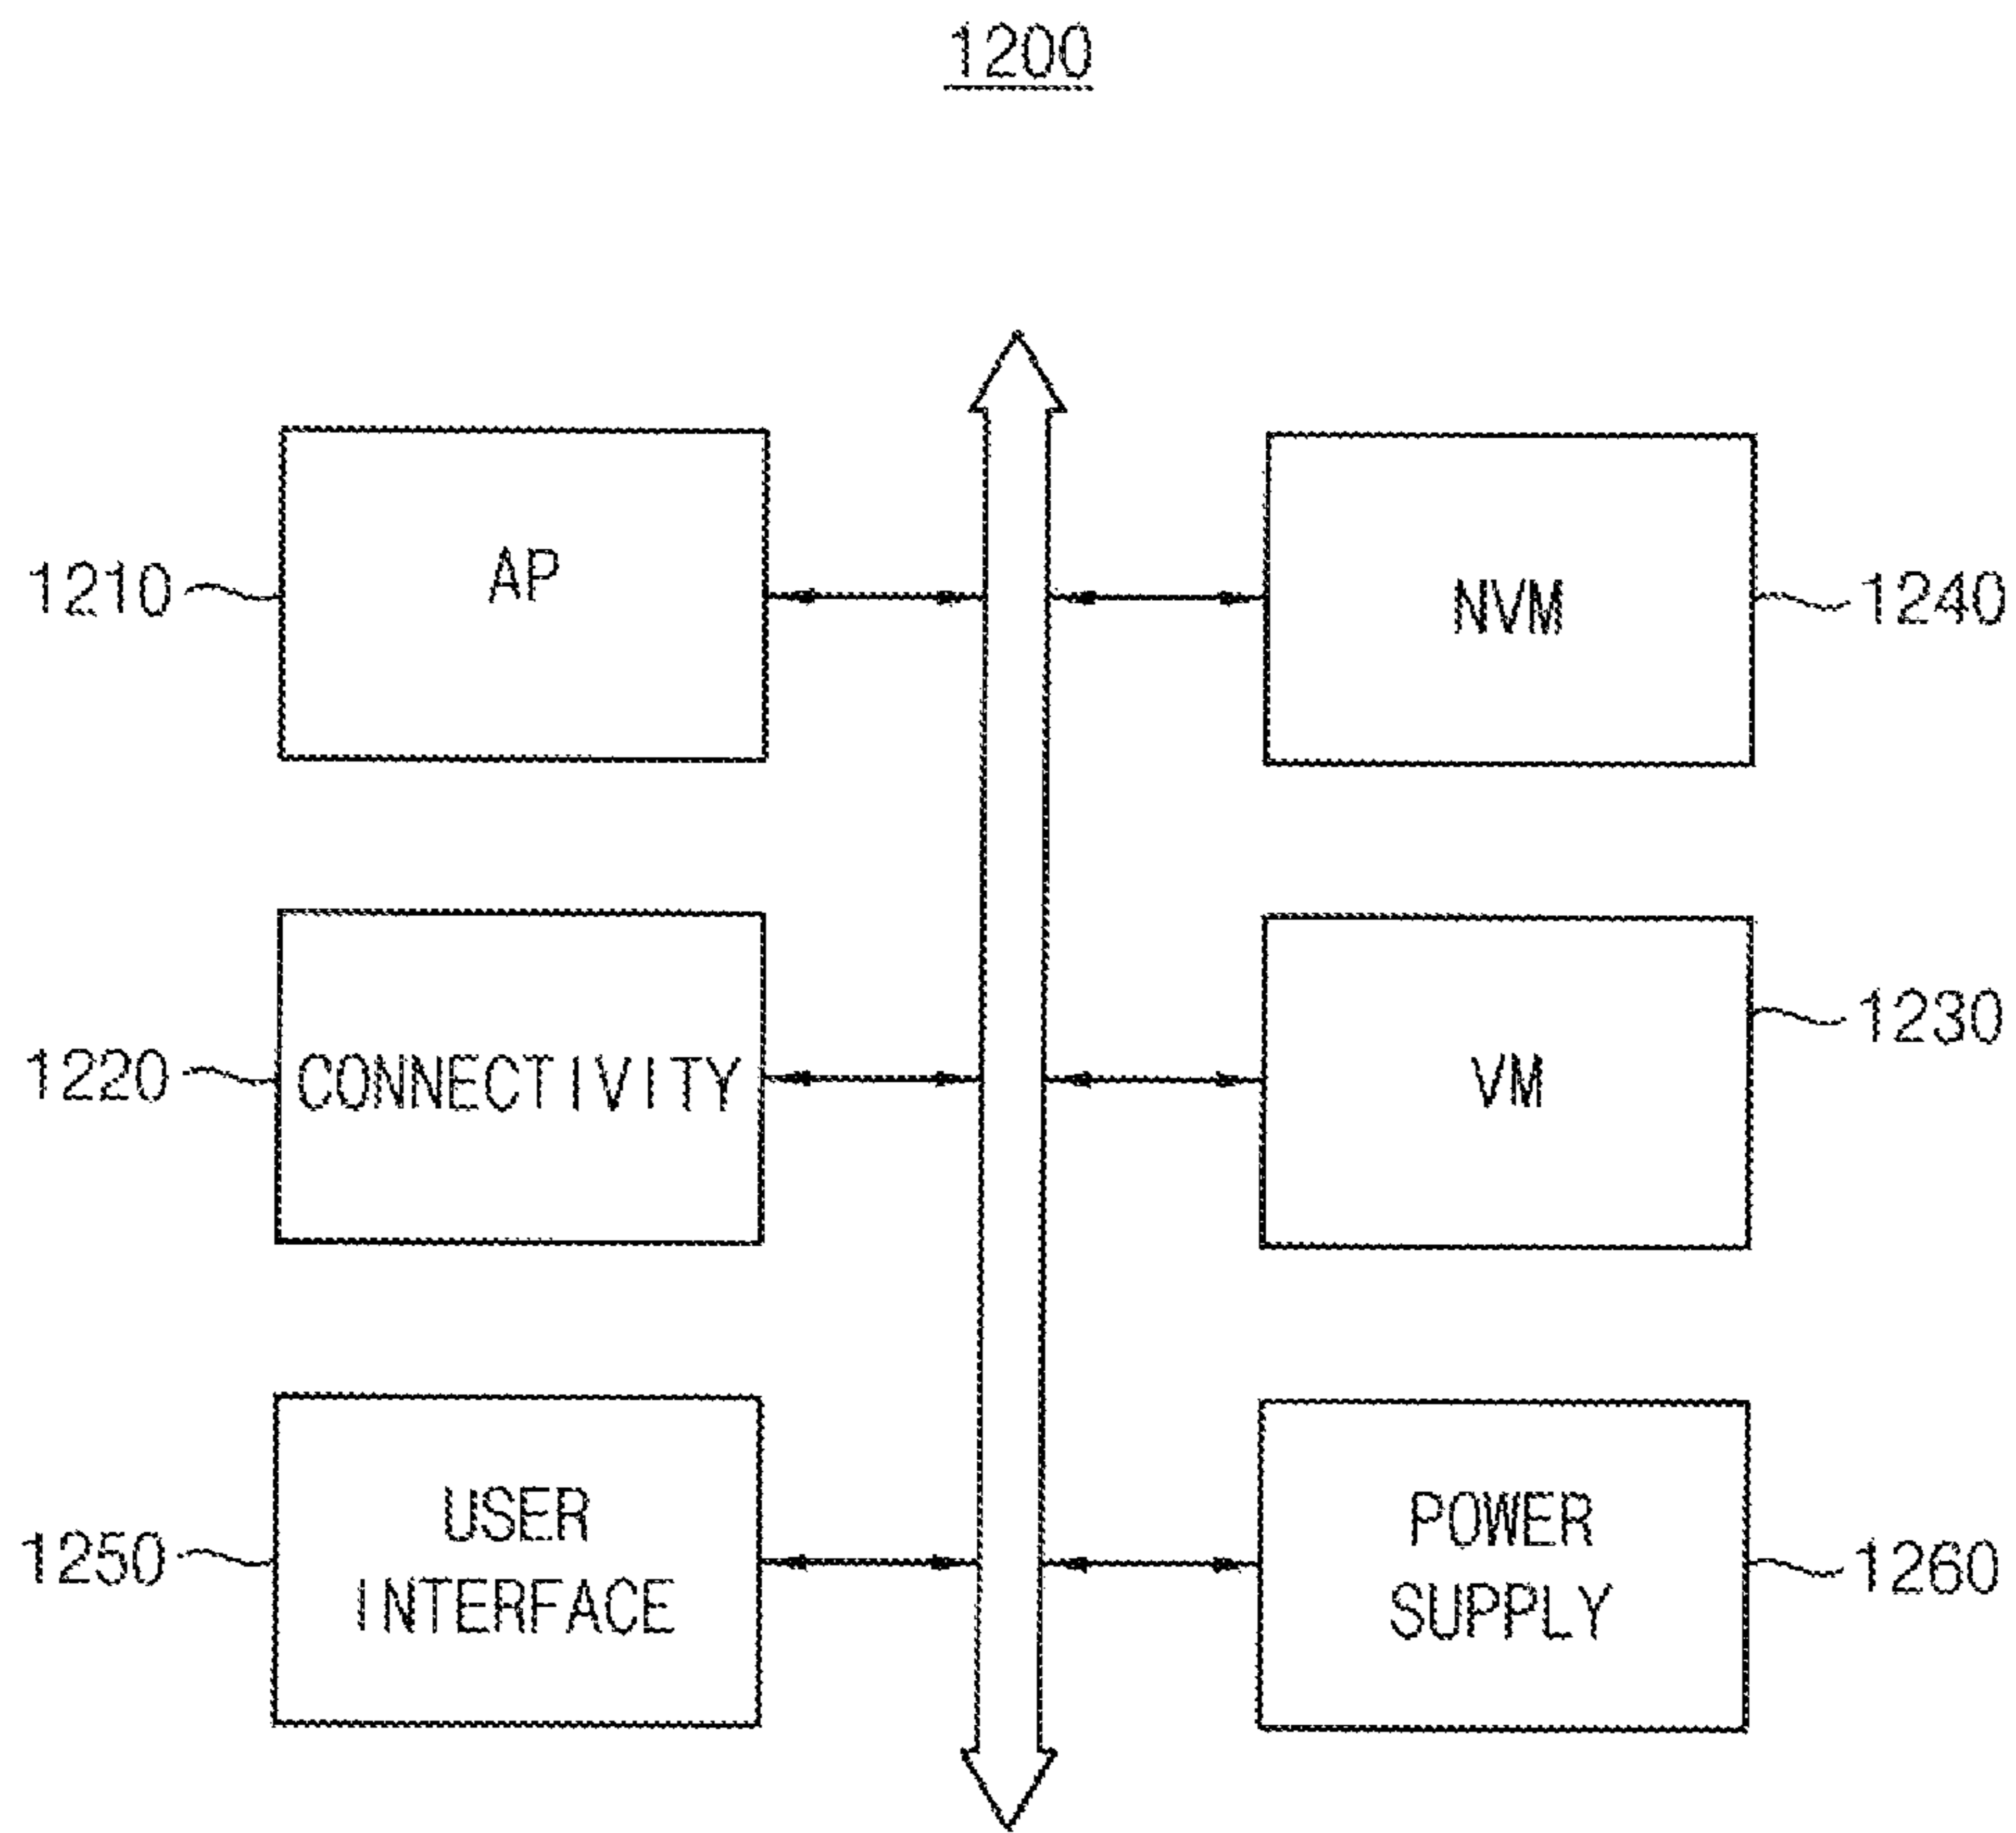 1200
AP
1210
NVM
1240
CONNECTIVITY
1220
VM
1230
USER
INTERFACE
1250
POWER
SUPPLY
1260